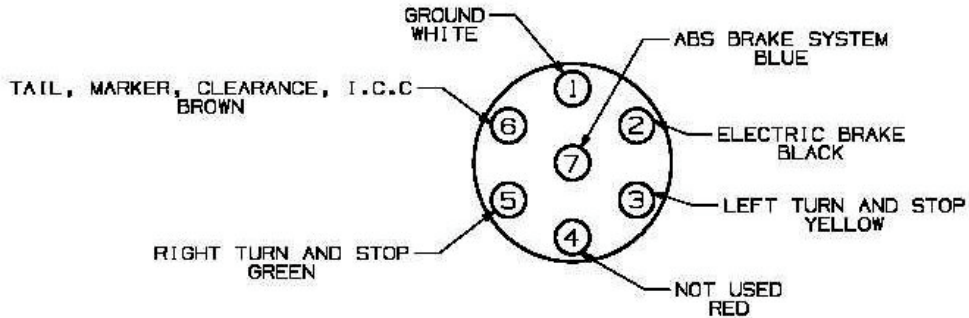 GROUND
WHITE
ABS BRAKE SYSTEM
BLUE
TAIL, MARKER, CLEARANCE, I.C.C
BROWN
1
6
2
ELECTRIC BRAKE
BLACK
7
5
3
LEFT TURN AND STOP
YELLOW
4
RIGHT TURN AND STOP
GREEN
NOT USED
RED